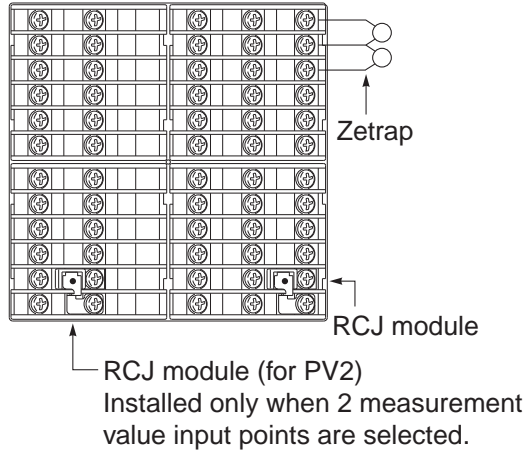 Zetrap
RCJ module
RCJ module (for PV2)
Installed only when 2 measurement
value input points are selected.